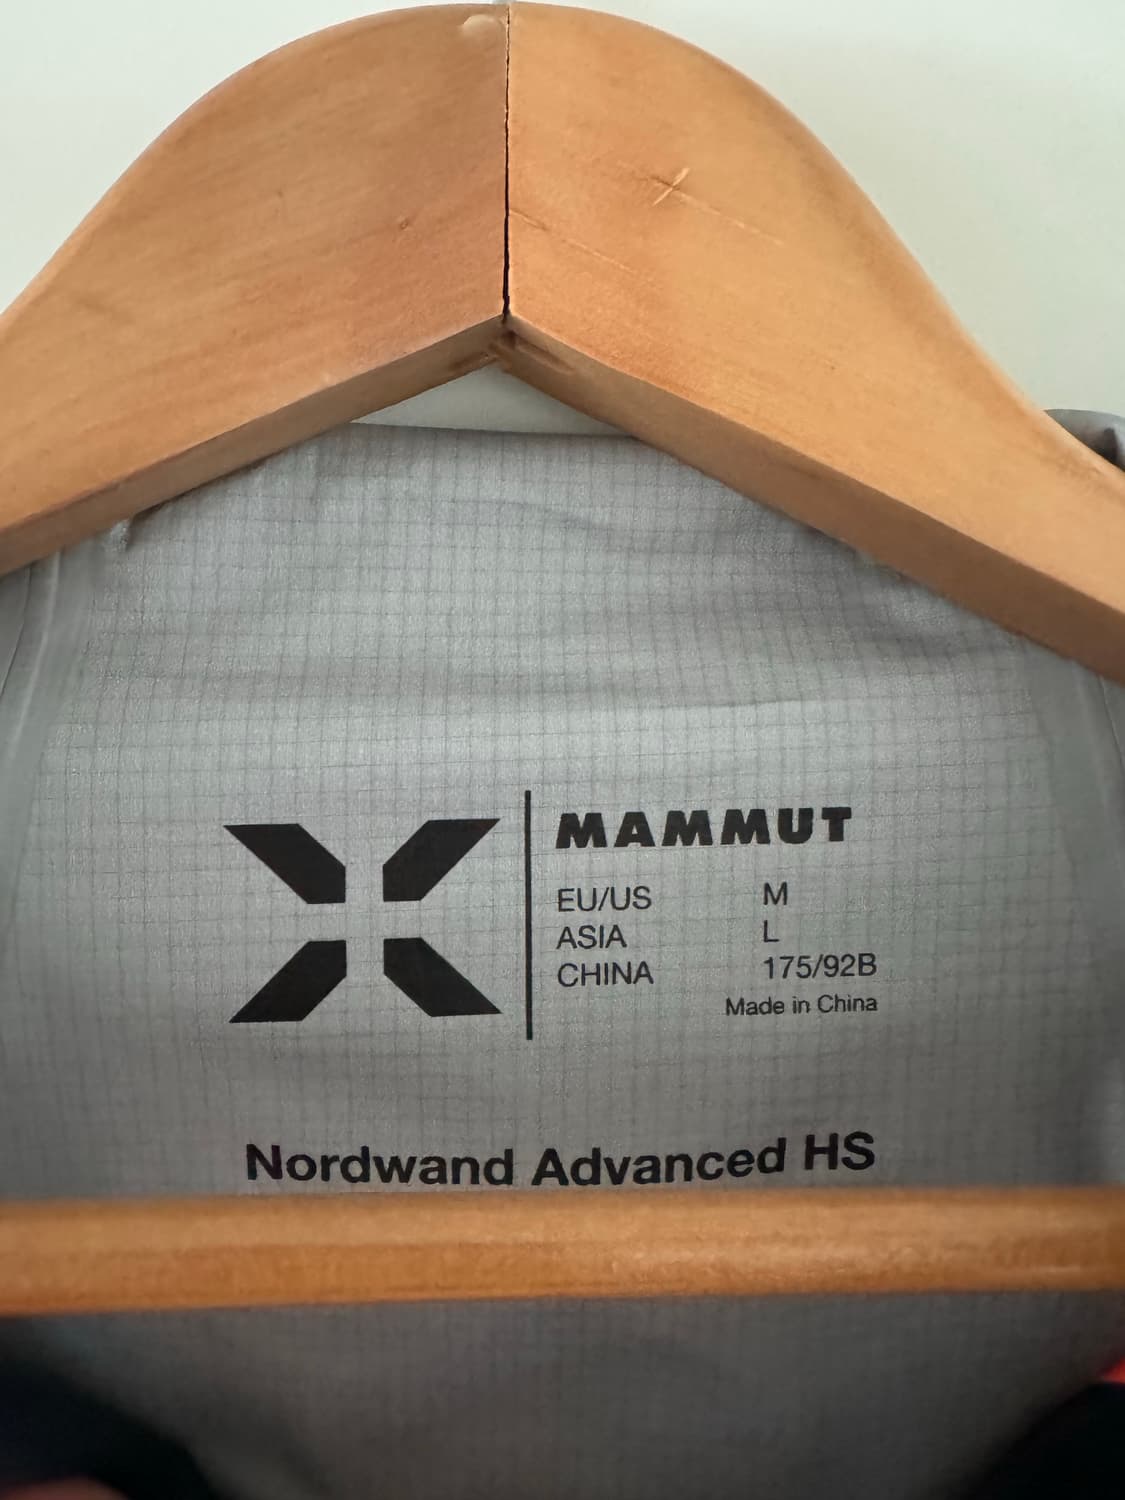 MAMMUT
EU/US M
ASIA L
CHINA 175/92B
Made in China
Nordwand Advanced HS